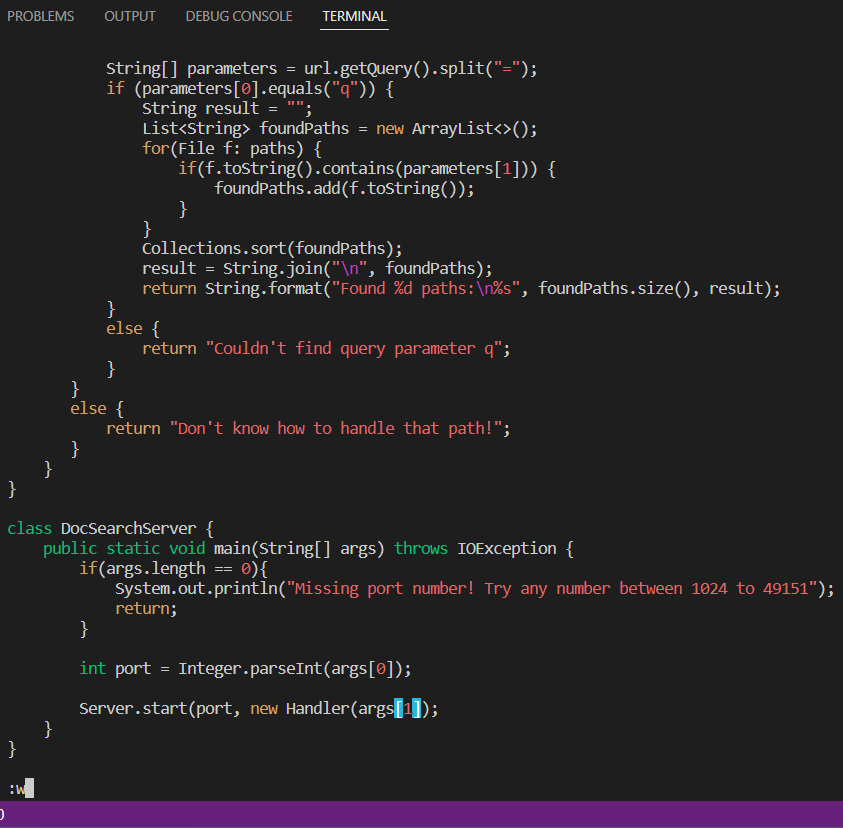 PROBLEMS OUTPUT DEBUG CONSOLE TERMINAL
            String[] parameters = url.getQuery().split("=");
            if (parameters[0].equals("q")) {
                String result = "";
                List<String> foundPaths = new ArrayList<>();
                for(File f: paths) {
                    if(f.toString().contains(parameters[1])) {
                        foundPaths.add(f.toString());
                    }
                }
                Collections.sort(foundPaths);
                result = String.join("\n", foundPaths);
                return String.format("Found %d paths:\n%s", foundPaths.size(), result);
            }
            else {
                return "Couldn't find query parameter q";
            }
        }
        else {
            return "Don't know how to handle that path!";
        }
    }
}
class DocSearchServer {
    public static void main(String[] args) throws IOException {
        if(args.length == 0){
            System.out.println("Missing port number! Try any number between 1024 to 49151");
            return;
        }
        int port = Integer.parseInt(args[0]);
        Server.start(port, new Handler(args[1]);
    }
}
:w
0